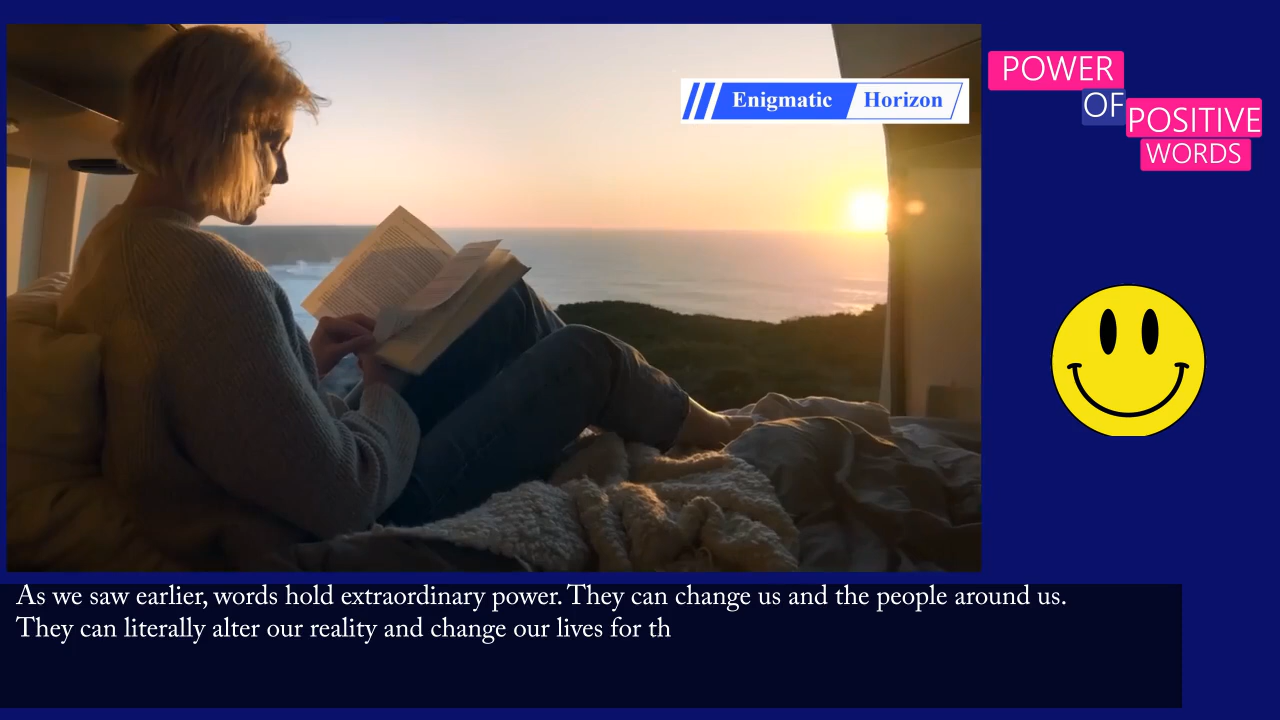 Enigmatic Horizon
POWER
OF
POSITIVE
WORDS
As we saw earlier, words hold extraordinary power. They can change us and the people around us.
They can literally alter our reality and change our lives for th